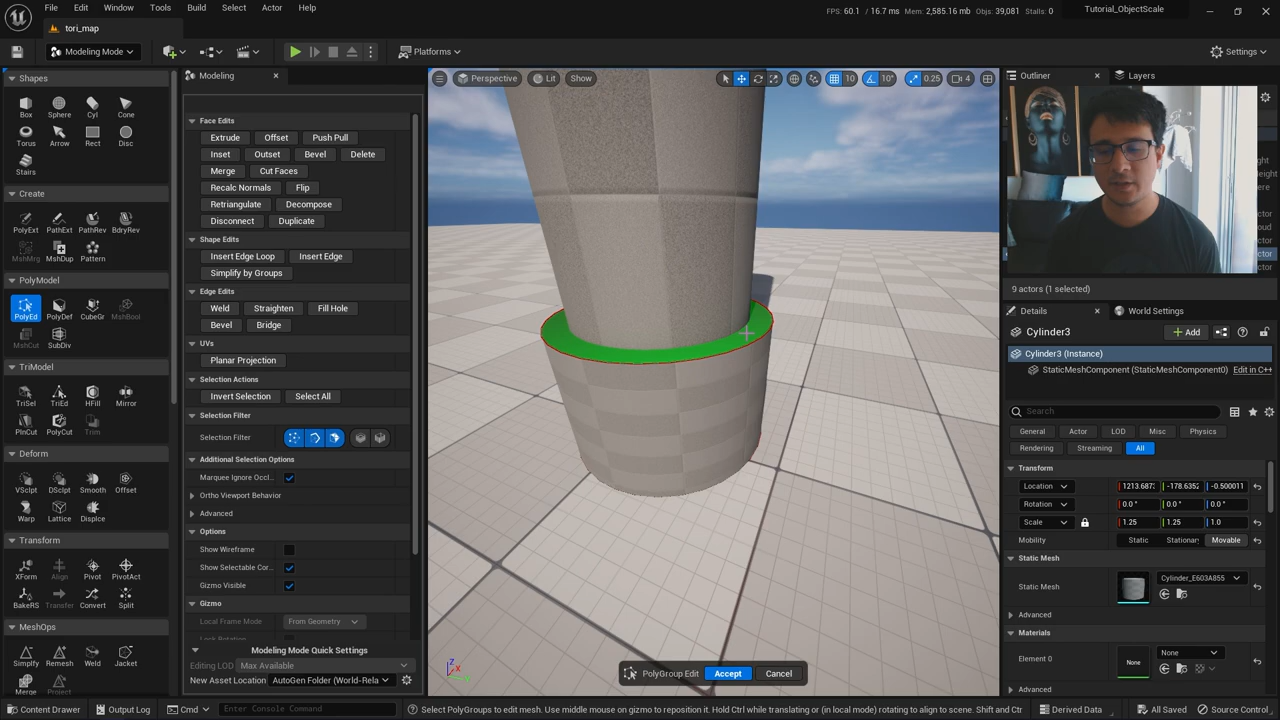 File Edit Window Tools Build Select Actor Help
FPS: 60.1 / 16.7 ms Mem: 2,585.16 mb Objs: 39,081 Stalls: 0
Tutorial_ObjectScale
tori_map
Modeling Mode
Platforms
Settings
Shapes
Box Sphere Cyl Cone
Torus Arrow Rect Disc
Stairs
Create
PolyExt PathExt PathRev BdryRev
MshMrg MshDup Pattern
PolyModel
PolyEd PolyDef CubeGr MshBool
MshCut SubDiv
TriModel
TriSel TriEd HFill Mirror
PlnCut PolyCut Trim
Deform
VSclpt DSclpt Smooth Offset
Warp Lattice Displce
Transform
XForm Align Pivot PivotAct
BakeRS Transfer Convert Split
MeshOps
Simplfy Remesh Weld Jacket
Merge Project
Modeling
Face Edits
Extrude Offset Push Pull
Inset Outset Bevel Delete
Merge Cut Faces
Recalc Normals Flip
Retriangulate Decompose
Disconnect Duplicate
Shape Edits
Insert Edge Loop Insert Edge
Simplify by Groups
Edge Edits
Weld Straighten Fill Hole
Bevel Bridge
UVs
Planar Projection
Selection Actions
Invert Selection Select All
Selection Filter
Selection Filter
Additional Selection Options
Marquee Ignore Occl...
Ortho Viewport Behavior
Advanced
Options
Show Wireframe
Show Selectable Cor...
Gizmo Visible
Gizmo
Local Frame Mode From Geometry
Modeling Mode Quick Settings
Editing LOD Max Available
New Asset Location AutoGen Folder (World-Rela
Perspective Lit Show
10 10° 0.25 4
PolyGroup Edit Accept Cancel
Outliner Layers
9 actors (1 selected)
Details World Settings
Cylinder3 Add
Cylinder3 (Instance)
StaticMeshComponent (StaticMeshComponent0) Edit in C++
Search
General Actor LOD Misc Physics
Rendering Streaming All
Transform
Location 1213.687 -178.635 -0.500011
Rotation 0.0 ° 0.0 ° 0.0 °
Scale 1.25 1.25 1.0
Mobility Static Stationar Movable
Static Mesh
Static Mesh Cylinder_E603A855
Advanced
Materials
Element 0 None None
Advanced
Content Drawer Output Log Cmd Enter Console Command Select PolyGroups to edit mesh. Use middle mouse on gizmo to reposition it. Hold Ctrl while translating or (in local mode) rotating to align to scene. Shift and Ctr Derived Data All Saved Source Control